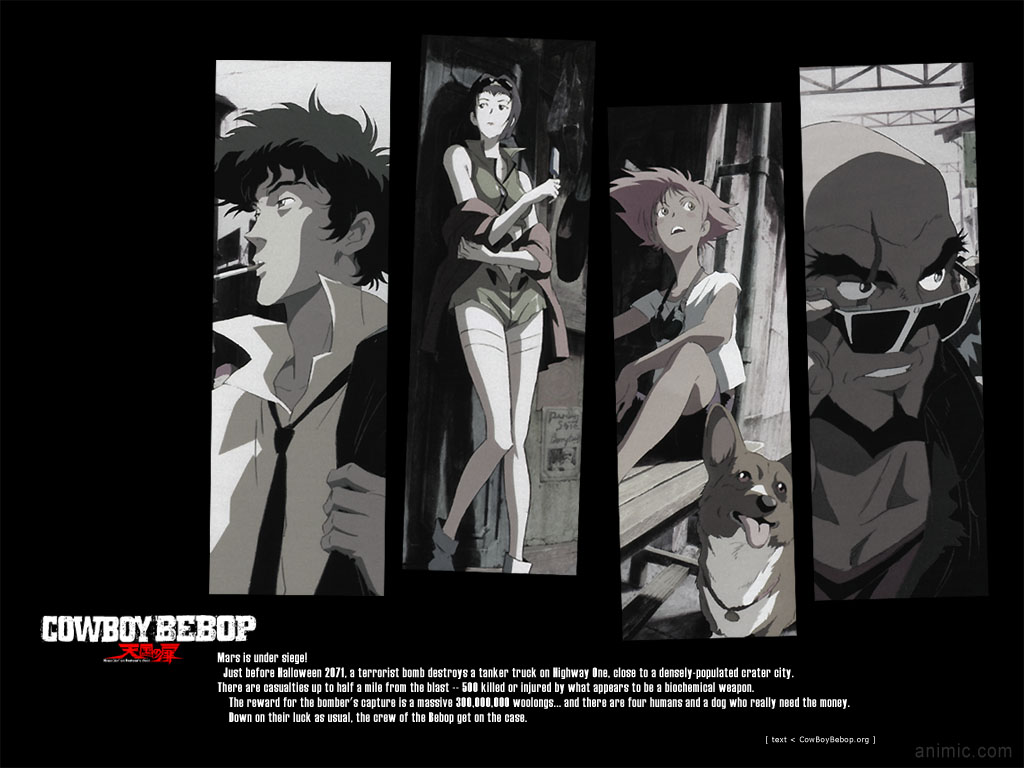 COWBOY BEBOP
天国の扉
Mars is under siege!
Just before Halloween 2071, a terrorist bomb destroys a tanker truck on Highway One, close to a densely-populated crater city.
There are casualties up to half a mile from the blast -- 500 killed or injured by what appears to be a biochemical weapon.
The reward for the bomber's capture is a massive 300,000,000 woolongs... and there are four humans and a dog who really need the money.
Down on their luck as usual, the crew of the Bebop get on the case.
[ text < CowBoyBebop.org ]
animic.com